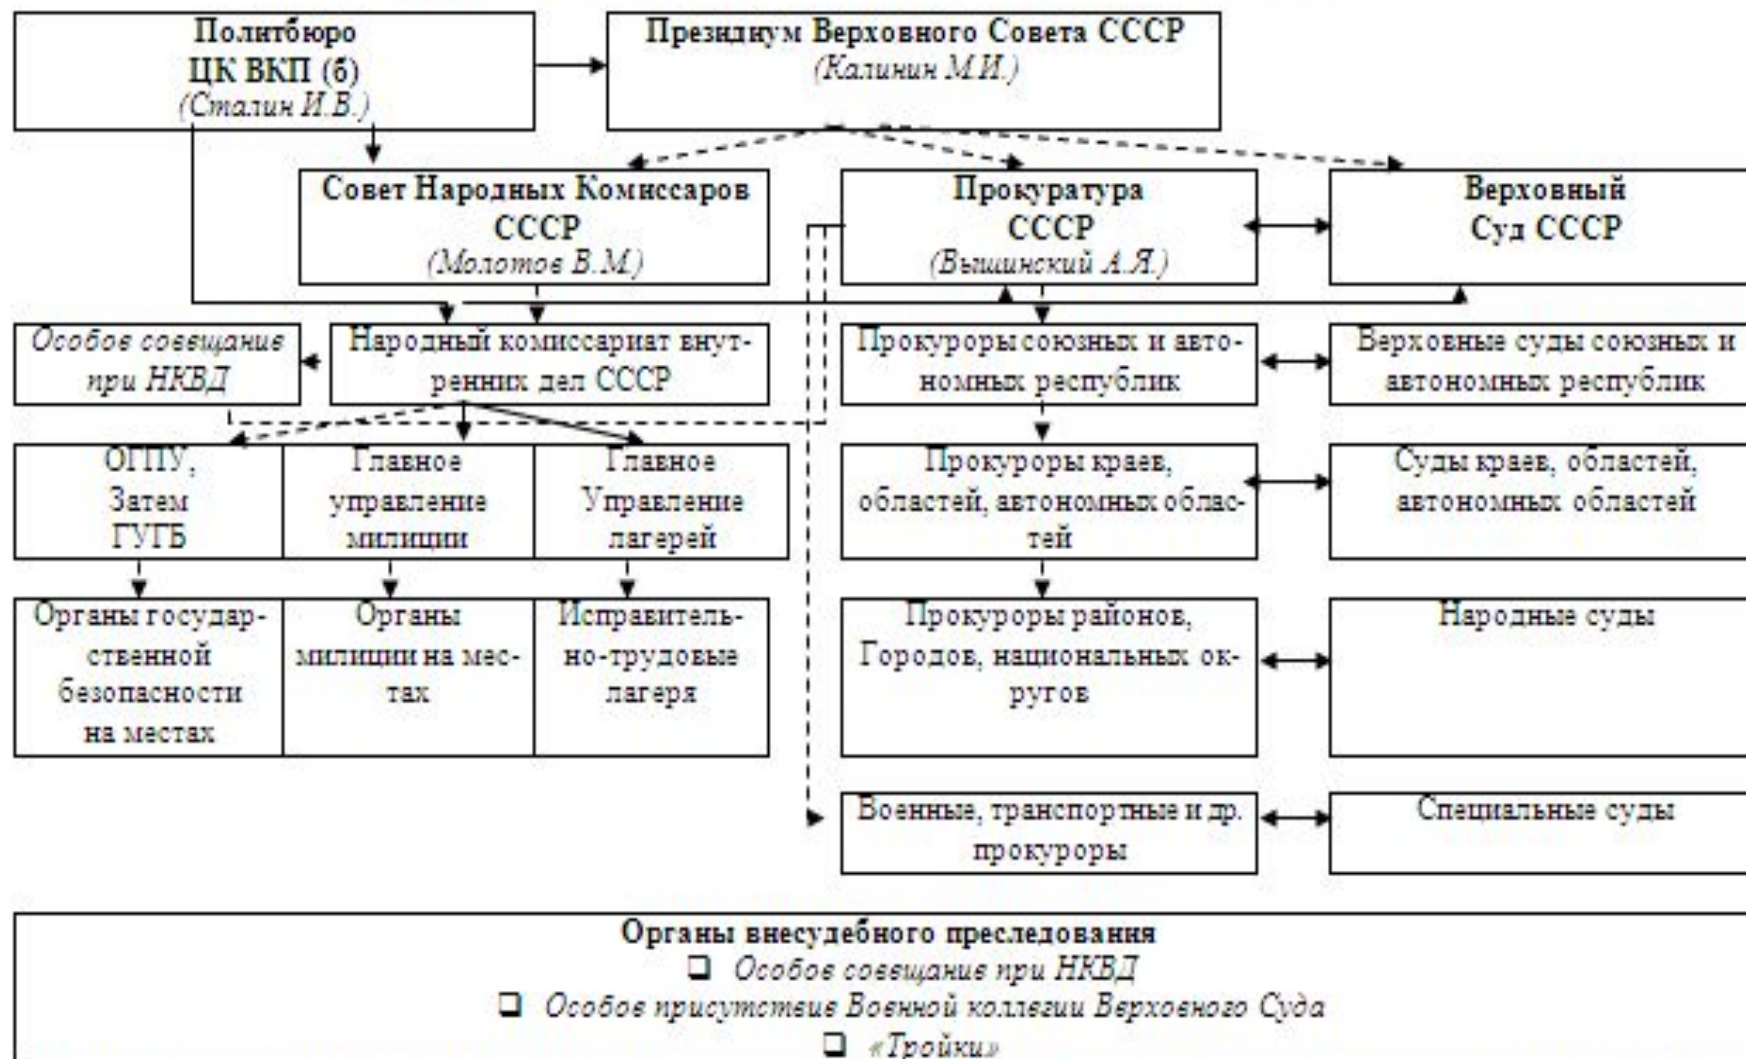 Политбюро
ЦК ВКП (б)
(Сталин И.В.)
Президиум Верховного Совета СССР
(Калинин М.И.)
Совет Народных Комиссаров
СССР
(Молотов В.М.)
Прокуратура
СССР
(Вышинский А.Я.)
Верховный
Суд СССР
Особое совещание
при НКВД
Народный комиссариат внут-
ренних дел СССР
Прокуроры союзных и авто-
номных республик
Верховные суды союзных и
автономных республик
ОГПУ,
Затем
ГУГБ
Главное
управление
милиции
Главное
Управление
лагерей
Прокуроры краев,
областей, автономных облас-
тей
Суды краев, областей,
автономных областей
Органы государ-
ственной
безопасности
на местах
Органы
милиции на мес-
тах
Исправитель-
но-трудовые
лагеря
Прокуроры районов,
Городов, национальных ок-
ругов
Народные суды
Военные, транспортные и др.
прокуроры
Специальные суды
Органы внесудебного преследования
❑ Особое совещание при НКВД
❑ Особое присутствие Военной коллегии Верховного Суда
❑ «Тройки»